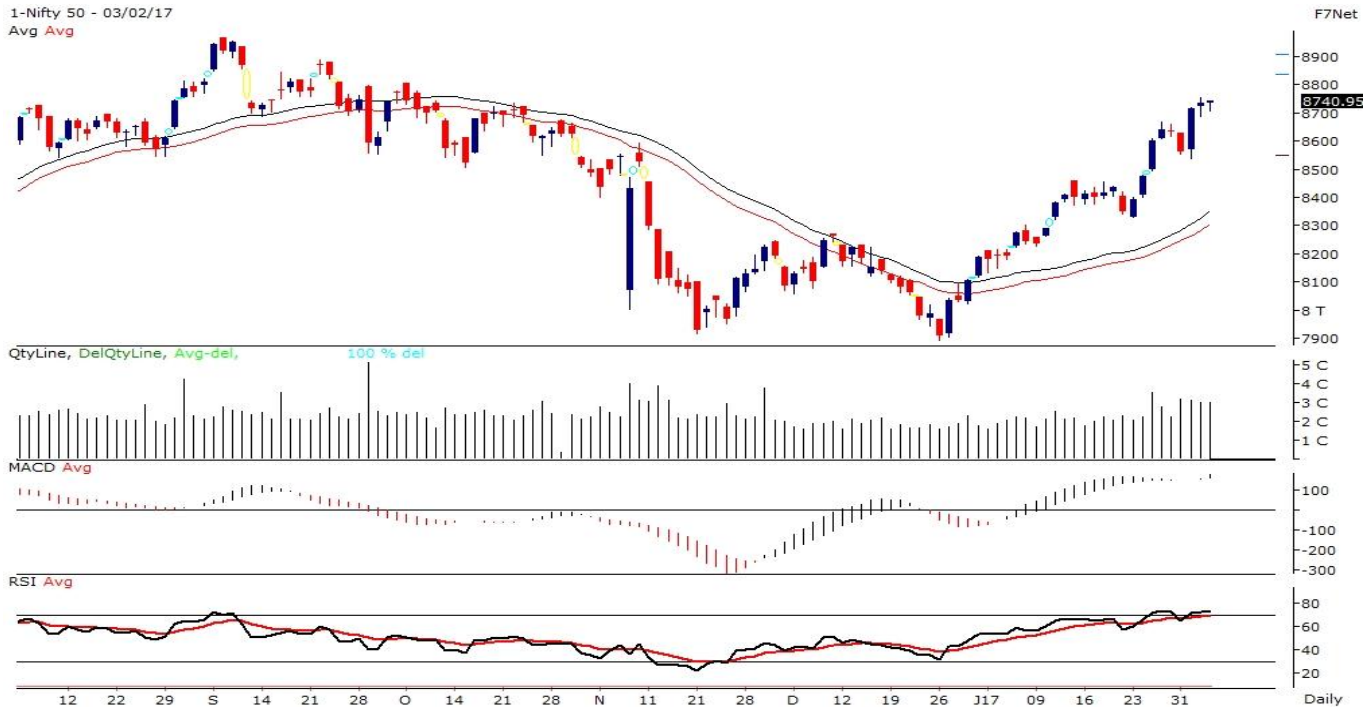 1-Nifty 50 - 03/02/17 F7Net
Avg Avg
8900
8800
8740.95
8700
8600
8500
8400
8300
8200
8100
8 T
7900
QtyLine, DelQtyLine, Avg-del, 100 % del
5 C
4 C
3 C
2 C
1 C
MACD Avg
100
-100
-200
-300
RSI Avg
80
60
40
20
12 22 29 S 14 21 28 O 14 21 28 N 11 21 28 D 12 19 26 J17 09 16 23 31 Daily